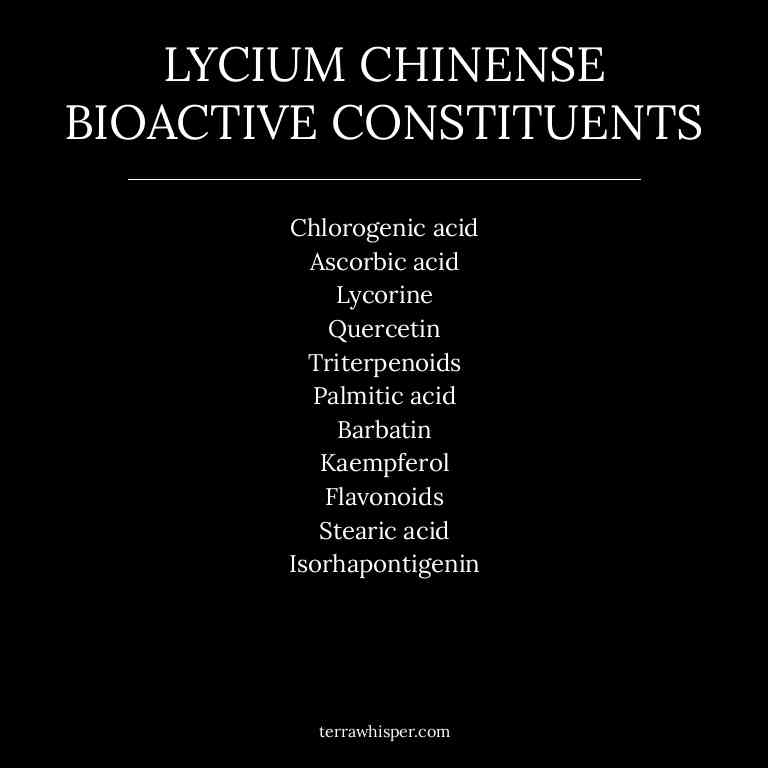 LYCIUM CHINENSE
BIOACTIVE CONSTITUENTS
Chlorogenic acid
Ascorbic acid
Lycorine
Quercetin
Triterpenoids
Palmitic acid
Barbatin
Kaempferol
Flavonoids
Stearic acid
Isorhapontigenin
terrawhisper.com